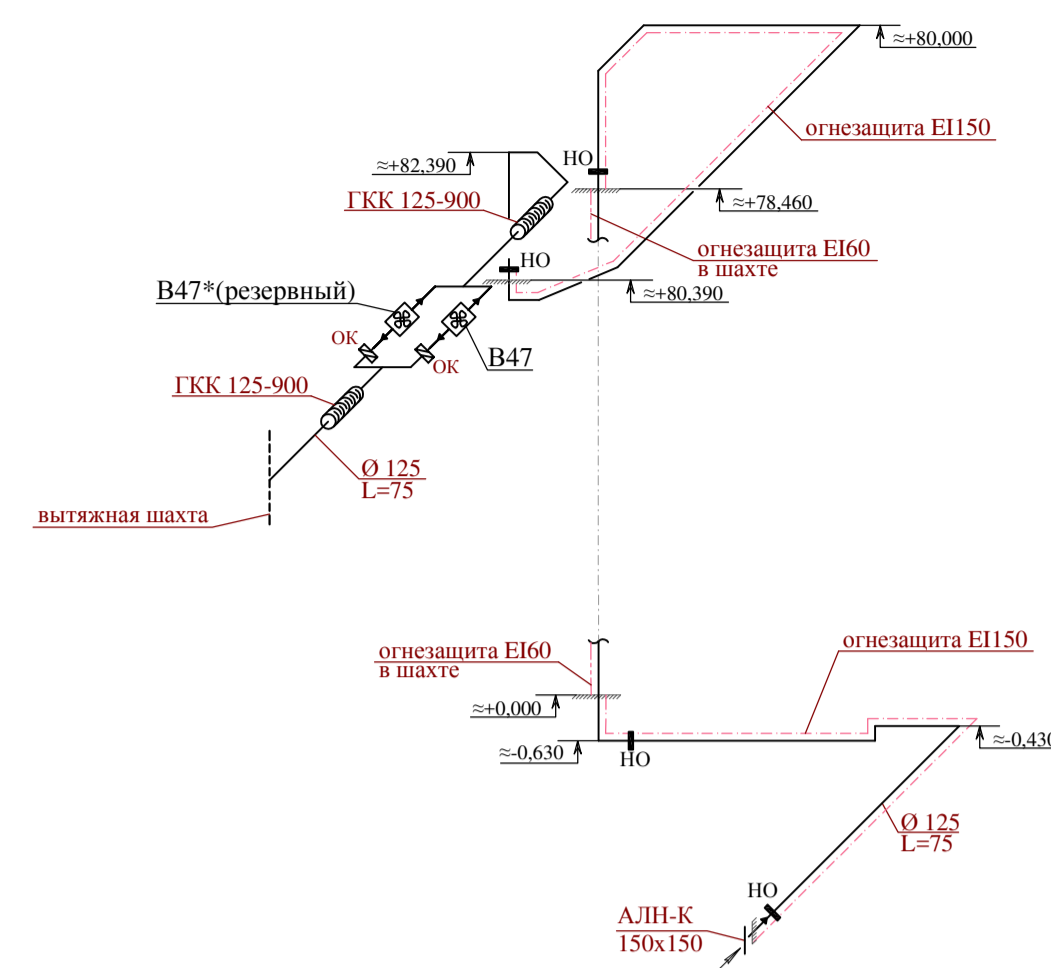 ≈+80,000
огнезащита EI150
НО
≈+82,390
ГКК 125-900
≈+78,460
огнезащита EI60
в шахте
НО
В47*(резервный)
≈+80,390
ОК
ОК
В47
ГКК 125-900
Ø 125
L=75
вытяжная шахта
огнезащита EI60
в шахте
огнезащита EI150
≈+0,000
≈-0,630
НО
≈-0,430
Ø 125
L=75
НО
АЛН-К
150x150